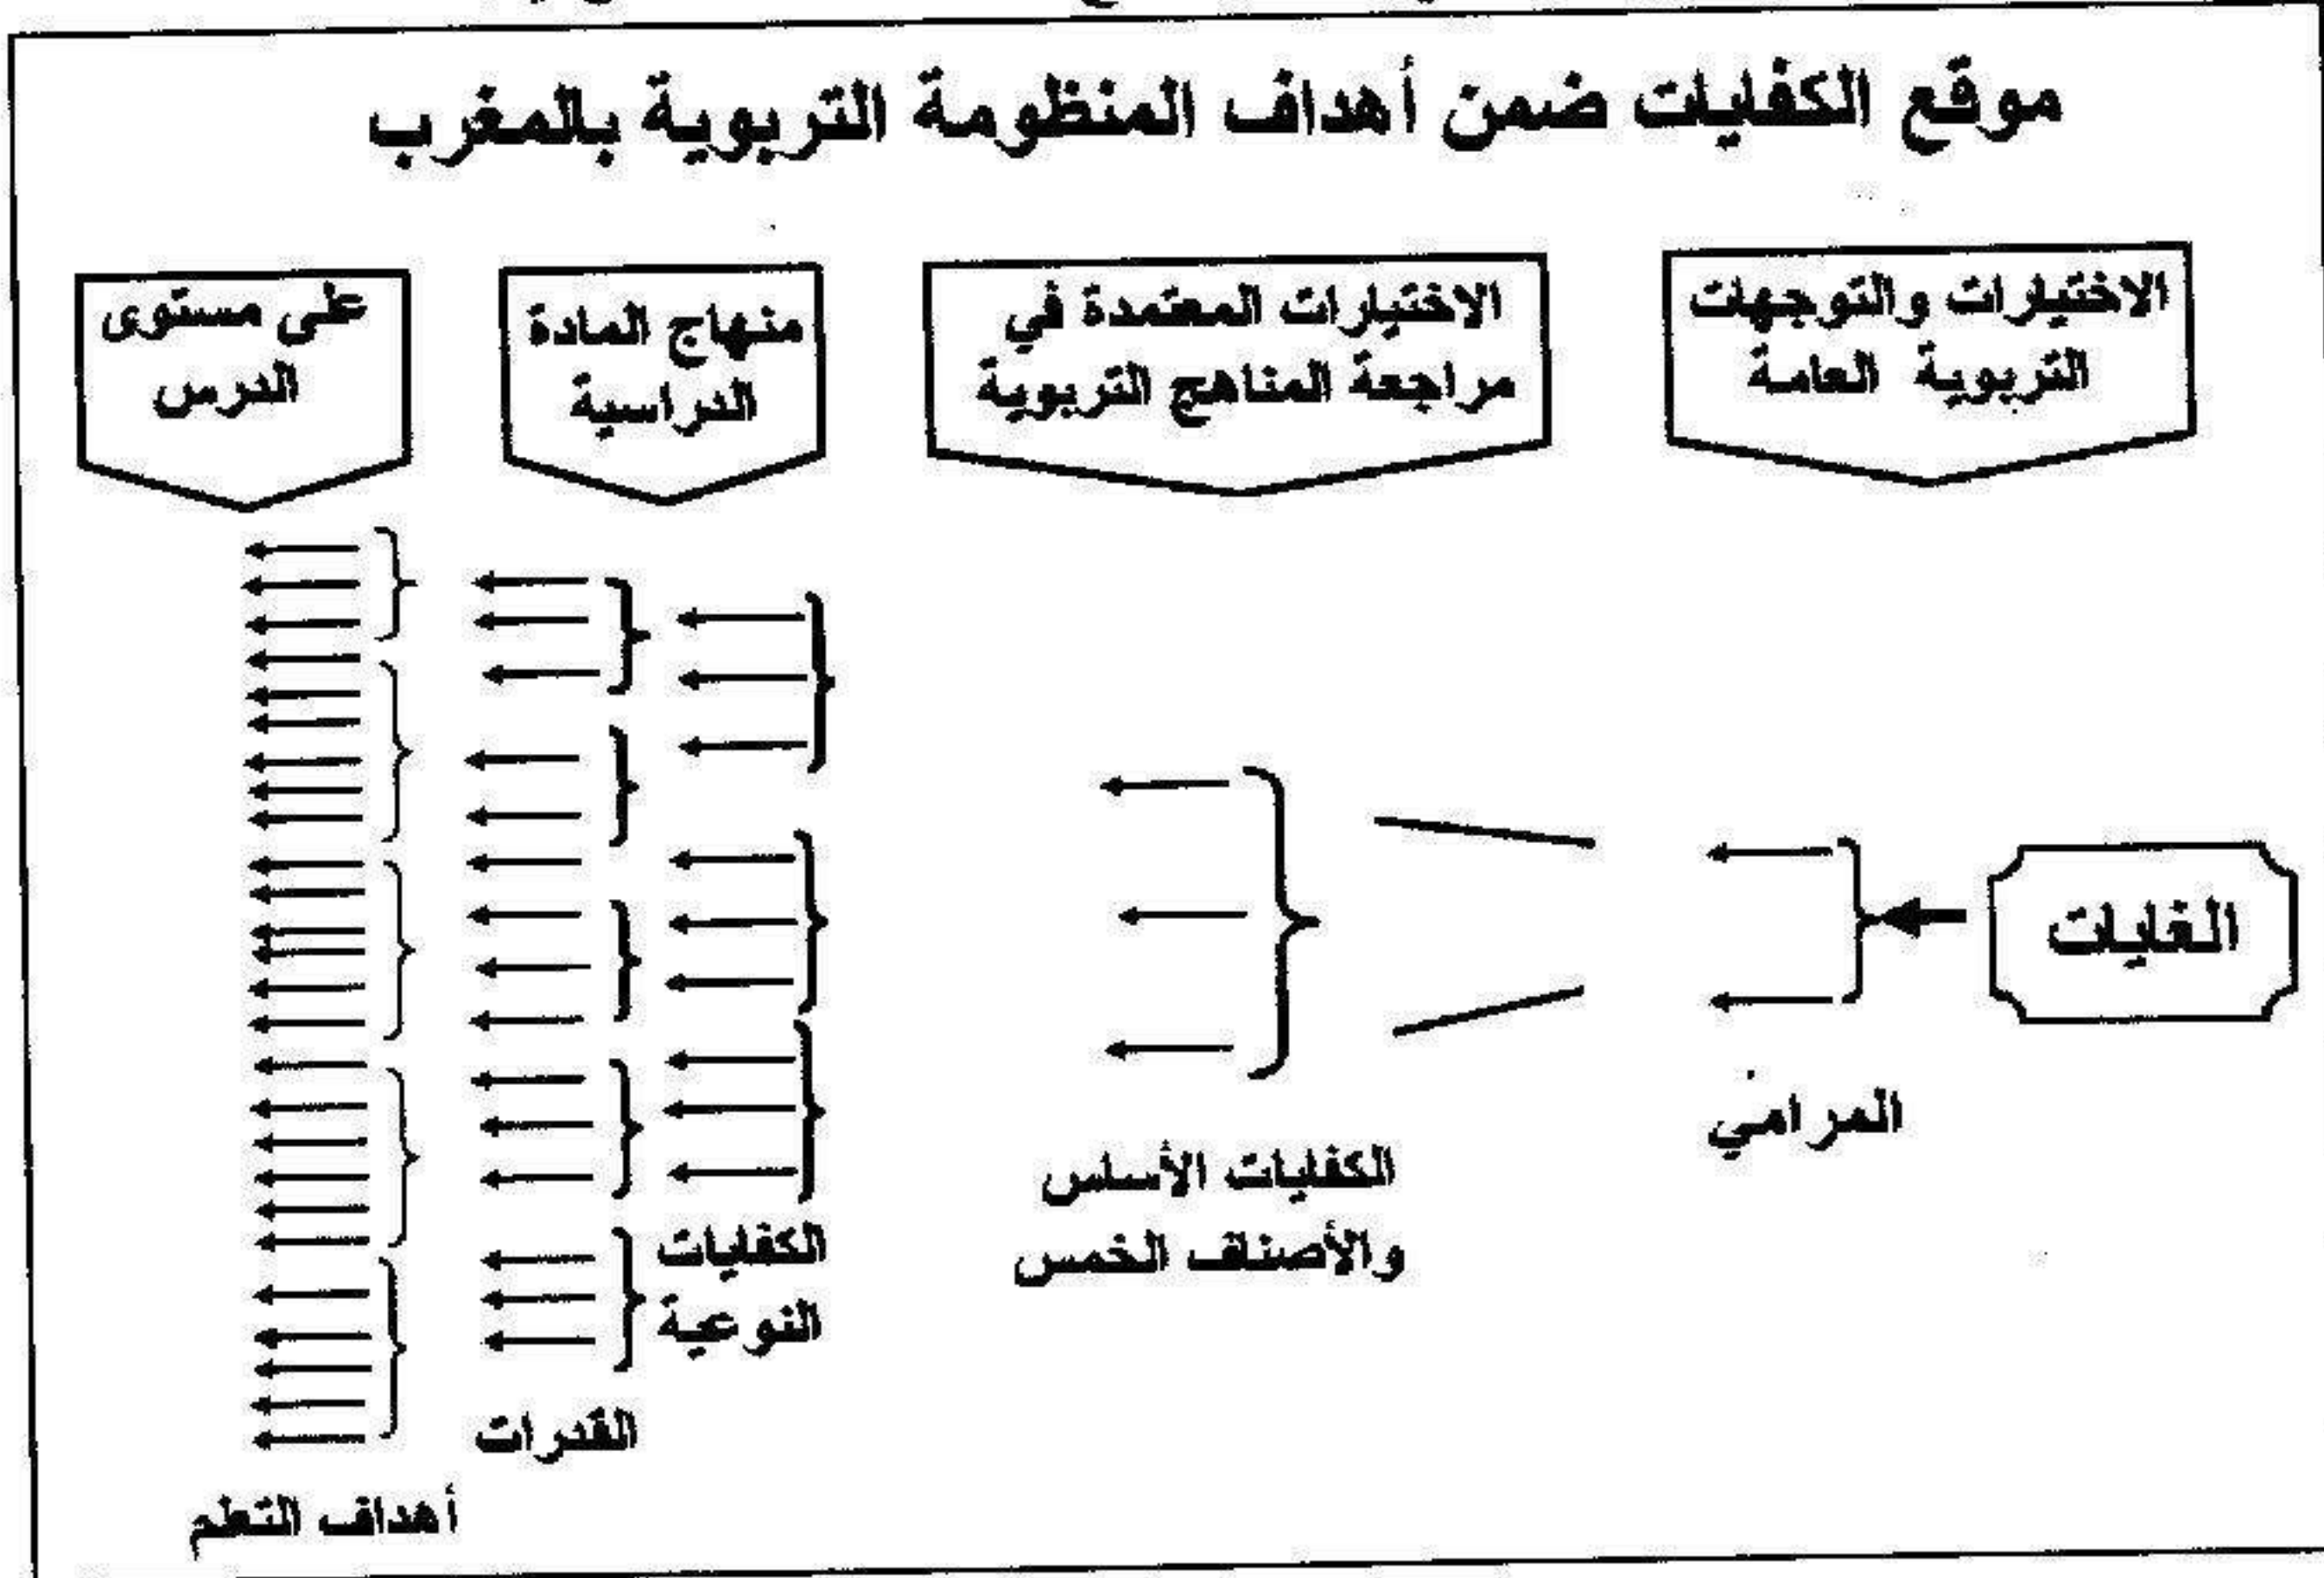 موقع الكفايات ضمن أهداف المنظومة التربوية بالمغرب
الاختيارات والتوجهات
التربوية العامة
الاختيارات المعتمدة في
مراجعة المناهج التربوية
منهاج المادة
الدراسية
على مستوى
الدرس
الغايات
المرامي
الكفايات الأساس
والأصناف الخمس
الكفايات
النوعية
القدرات
أهداف التعلم